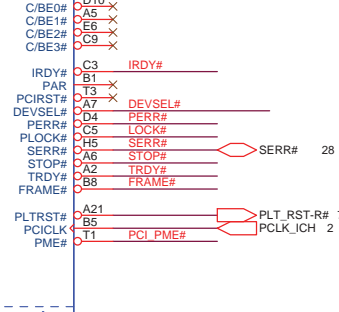 C/BE0# D10
C/BE1# A5
C/BE2# E6
C/BE3# C9
IRDY# C3 IRDY#
PAR B1
PCIRST# T3
DEVSEL# A7 DEVSEL#
PERR# D4 PERR#
PLOCK# C5 LOCK#
SERR# H5 SERR# SERR# 28
STOP# A6 STOP#
TRDY# A2 TRDY#
FRAME# B8 FRAME#
PLTRST# A21 PLT_RST-R#
PCICLK B5 PCLK_ICH 2
PME# T1 PCI_PME#